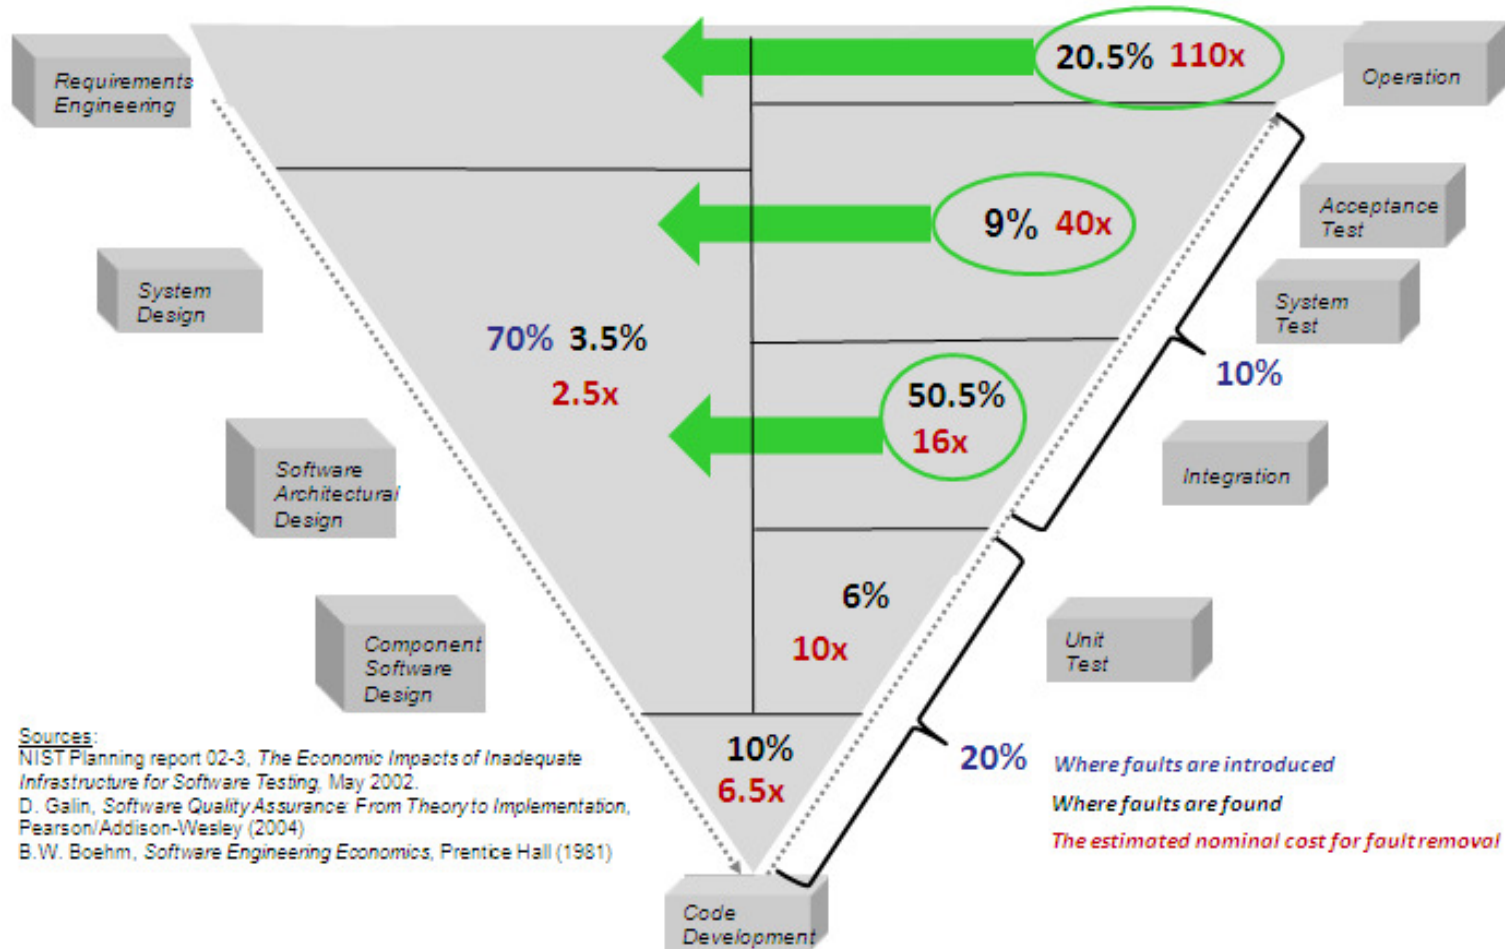 Requirements
Engineering
20.5% 110x
Operation
9% 40x
Acceptance
Test
System
Design
System
Test
70% 3.5%
2.5x
10%
50.5%
16x
Software
Architectural
Design
Integration
6%
10x
Component
Software
Design
Unit
Test
10%
6.5x
20%
Sources:
NIST Planning report 02-3, The Economic Impacts of Inadequate
Infrastructure for Software Testing, May 2002.
D. Galin, Software Quality Assurance: From Theory to Implementation,
Pearson/Addison-Wesley (2004)
B.W. Boehm, Software Engineering Economics, Prentice Hall (1981)
Where faults are introduced
Where faults are found
The estimated nominal cost for fault removal
Code
Development